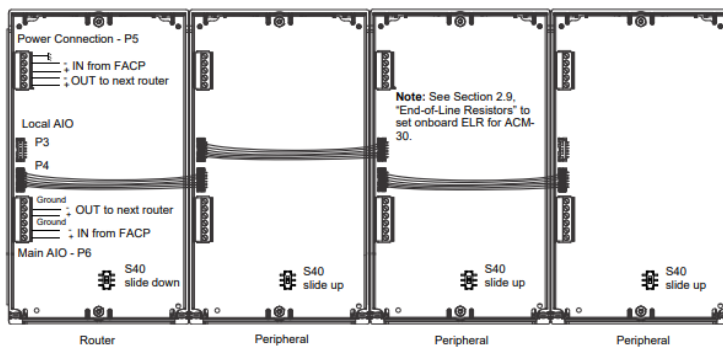 Power Connection - P5
- IN from FACP
+
- OUT to next router
+
Local AIO
P3
P4
Ground
- OUT to next router
+
Ground
- IN from FACP
+
Main AIO - P6
S40
slide down
Router
S40
slide up
Peripheral
Note: See Section 2.9,
"End-of-Line Resistors" to
set onboard ELR for ACM-
30.
S40
slide up
Peripheral
S40
slide up
Peripheral